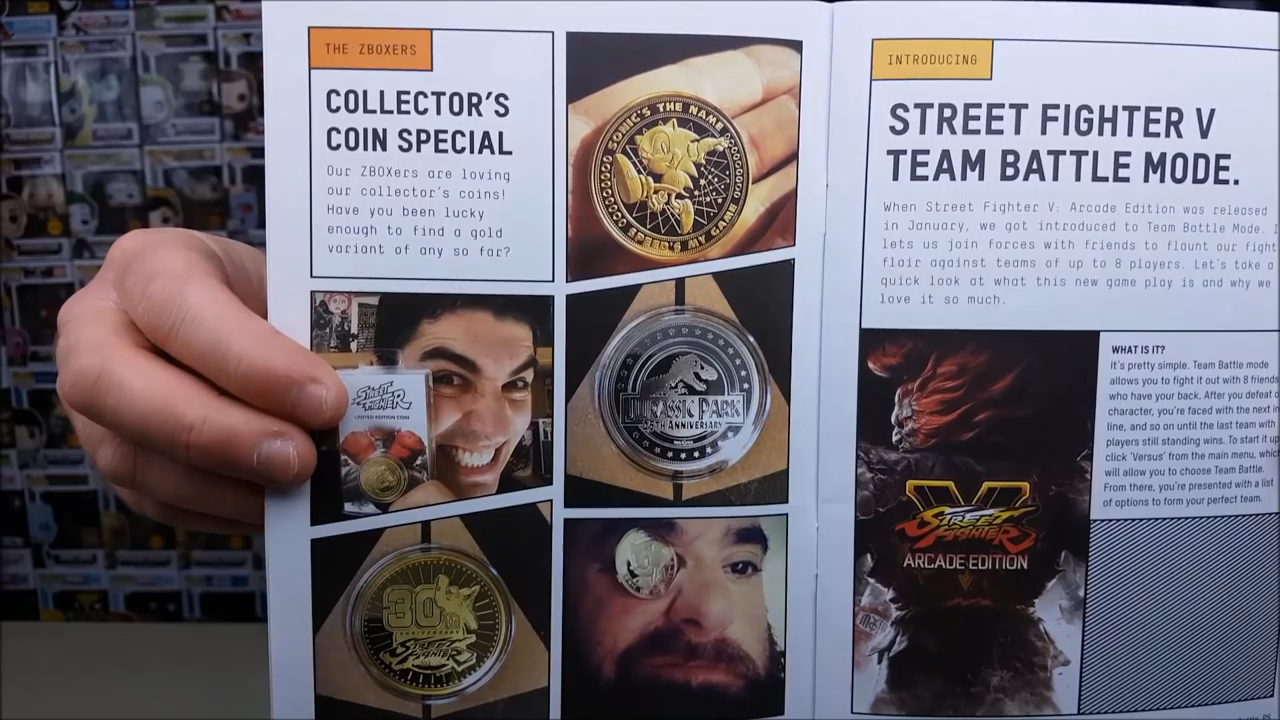 THE ZBOXERS
COLLECTOR'S
COIN SPECIAL
Our ZBOXers are loving
our collector's coins!
Have you been lucky
enough to find a gold
variant of any so far?
SONIC'S THE NAME
SPEED'S MY GAME
STREET
FIGHTER
LIMITED EDITION COIN
JURASSIC PARK
25TH ANNIVERSARY
30TH
ANNIVERSARY
STREET
FIGHTER
INTRODUCING
STREET FIGHTER V
TEAM BATTLE MODE.
When Street Fighter V: Arcade Edition was released
in January, we got introduced to Team Battle Mode.
lets us join forces with friends to flaunt our fight
flair against teams of up to 8 players. Let's take a
quick look at what this new game play is and why we
love it so much.
V
STREET
FIGHTER
ARCADE EDITION
WHAT IS IT?
It's pretty simple. Team Battle mode
allows you to fight it out with 8 friends
who have your back. After you defeat
character, you're faced with the next
line, and so on until the last team with
players still standing wins. To start it up
click 'Versus' from the main menu, which
will allow you to choose Team Battle.
From there, you're presented with a list
of options to form your perfect team.